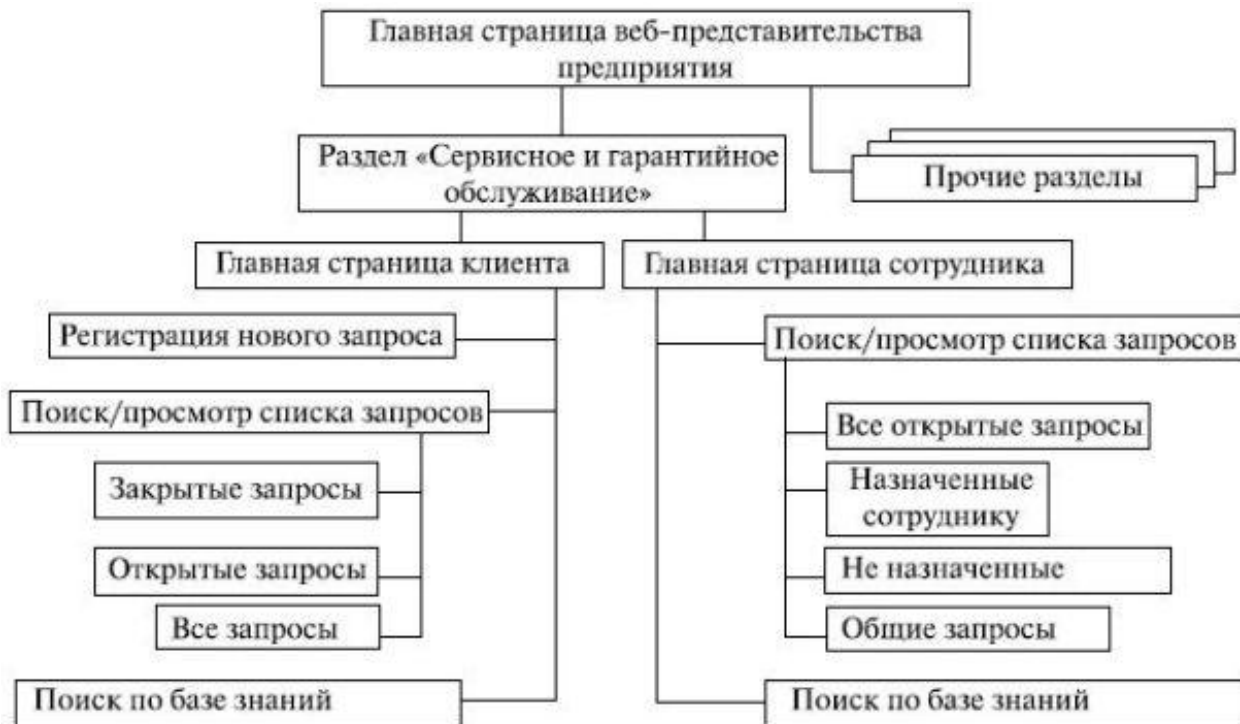 Главная страница веб-представительства
предприятия
Раздел «Сервисное и гарантийное
обслуживание»
Прочие разделы
Главная страница клиента
Главная страница сотрудника
Регистрация нового запроса
Поиск/просмотр списка запросов
Закрытые запросы
Открытые запросы
Все запросы
Поиск по базе знаний
Поиск/просмотр списка запросов
Все открытые запросы
Назначенные
сотруднику
Не назначенные
Общие запросы
Поиск по базе знаний